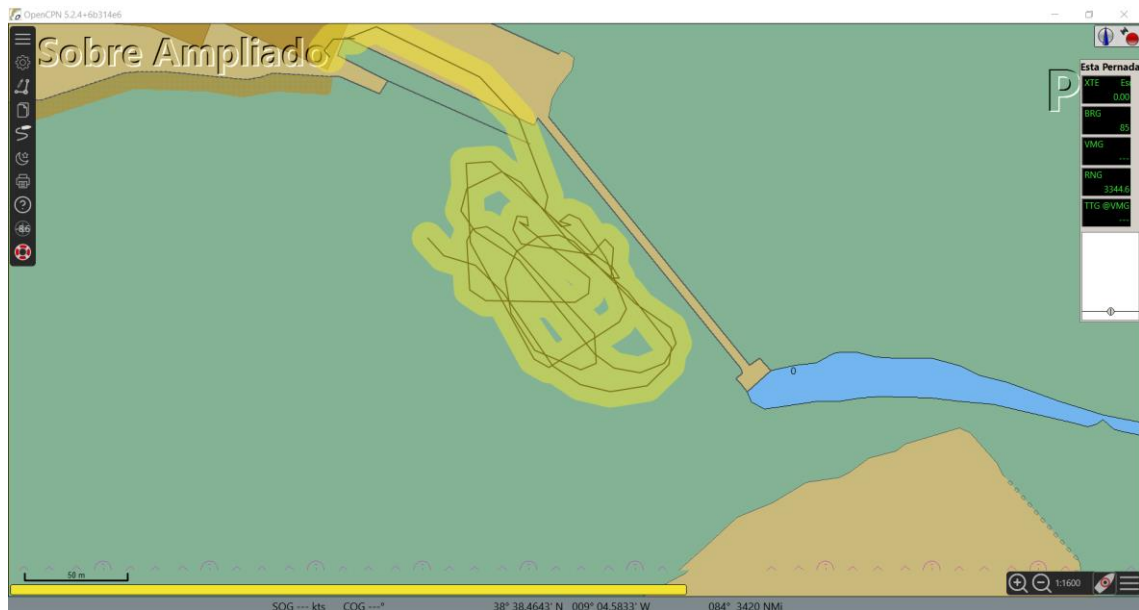 OpenCPN 5.2.4+6b314e6
Sobre Ampliado
P
Esta Pernada
XTE Esi
0.00
BRG
85
VMG
---
RNG
3344.6
TTG @VMG
---
0
50 m
1:1600
SOG --- kts COG ---° 38° 38.4643' N 009° 04.5833' W 084° 3420 NMi